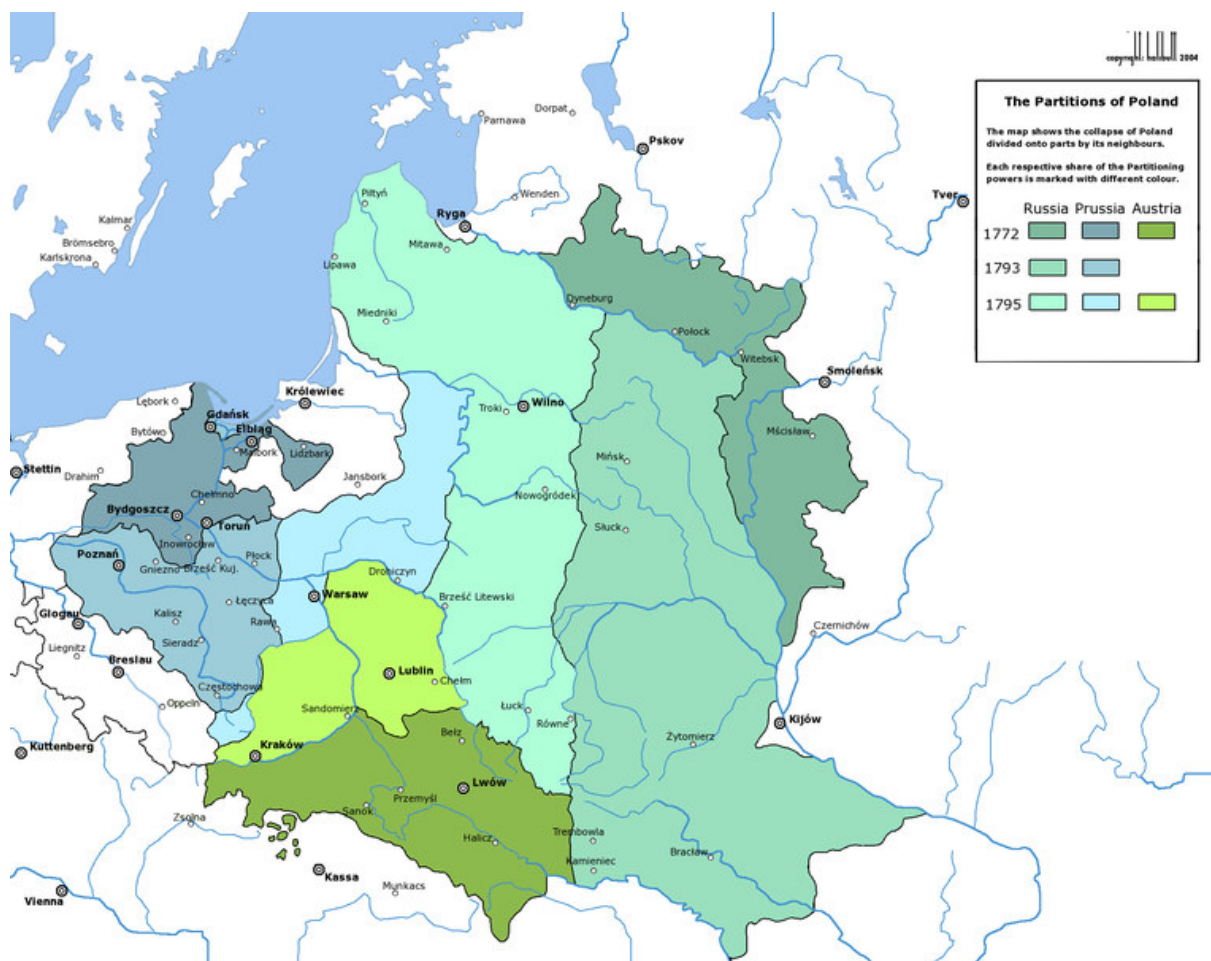 copyright: halibutt 2004
The Partitions of Poland
The map shows the collapse of Poland
divided onto parts by its neighbours.
Each respective share of the Partitioning
powers is marked with different colour.
Russia Prussia Austria
1772
1793
1795
Dorpat
Parnawa
Pskov
Piltyń
Wenden
Tver
Kalmar
Ryga
Brömsebro
Mitawa
Karlskrona
Lipawa
Dyneburg
Miedniki
Połock
Witebsk
Smoleńsk
Królewiec
Lębork
Troki
Wilno
Gdańsk
Bytówo
Elbląg
Malbork
Lidzbark
Mścisław
Mińsk
Stettin
Drahim
Jansbork
Chełmno
Nowogródek
Bydgoszcz
Toruń
Słuck
Inowrocław
Poznań
Gniezno
Brześć Kuj.
Płock
Drohiczyn
Warsaw
Łęczyca
Brześć Litewski
Glogau
Kalisz
Rawa
Czernichów
Sieradz
Liegnitz
Breslau
Lublin
Chełm
Częstochowa
Oppeln
Sandomierz
Łuck
Równe
Kijów
Bełz
Żytomierz
Kuttenberg
Kraków
Lwów
Przemyśl
Sanok
Zsolna
Halicz
Trembowla
Bracław
Kamieniec
Kassa
Munkacs
Vienna